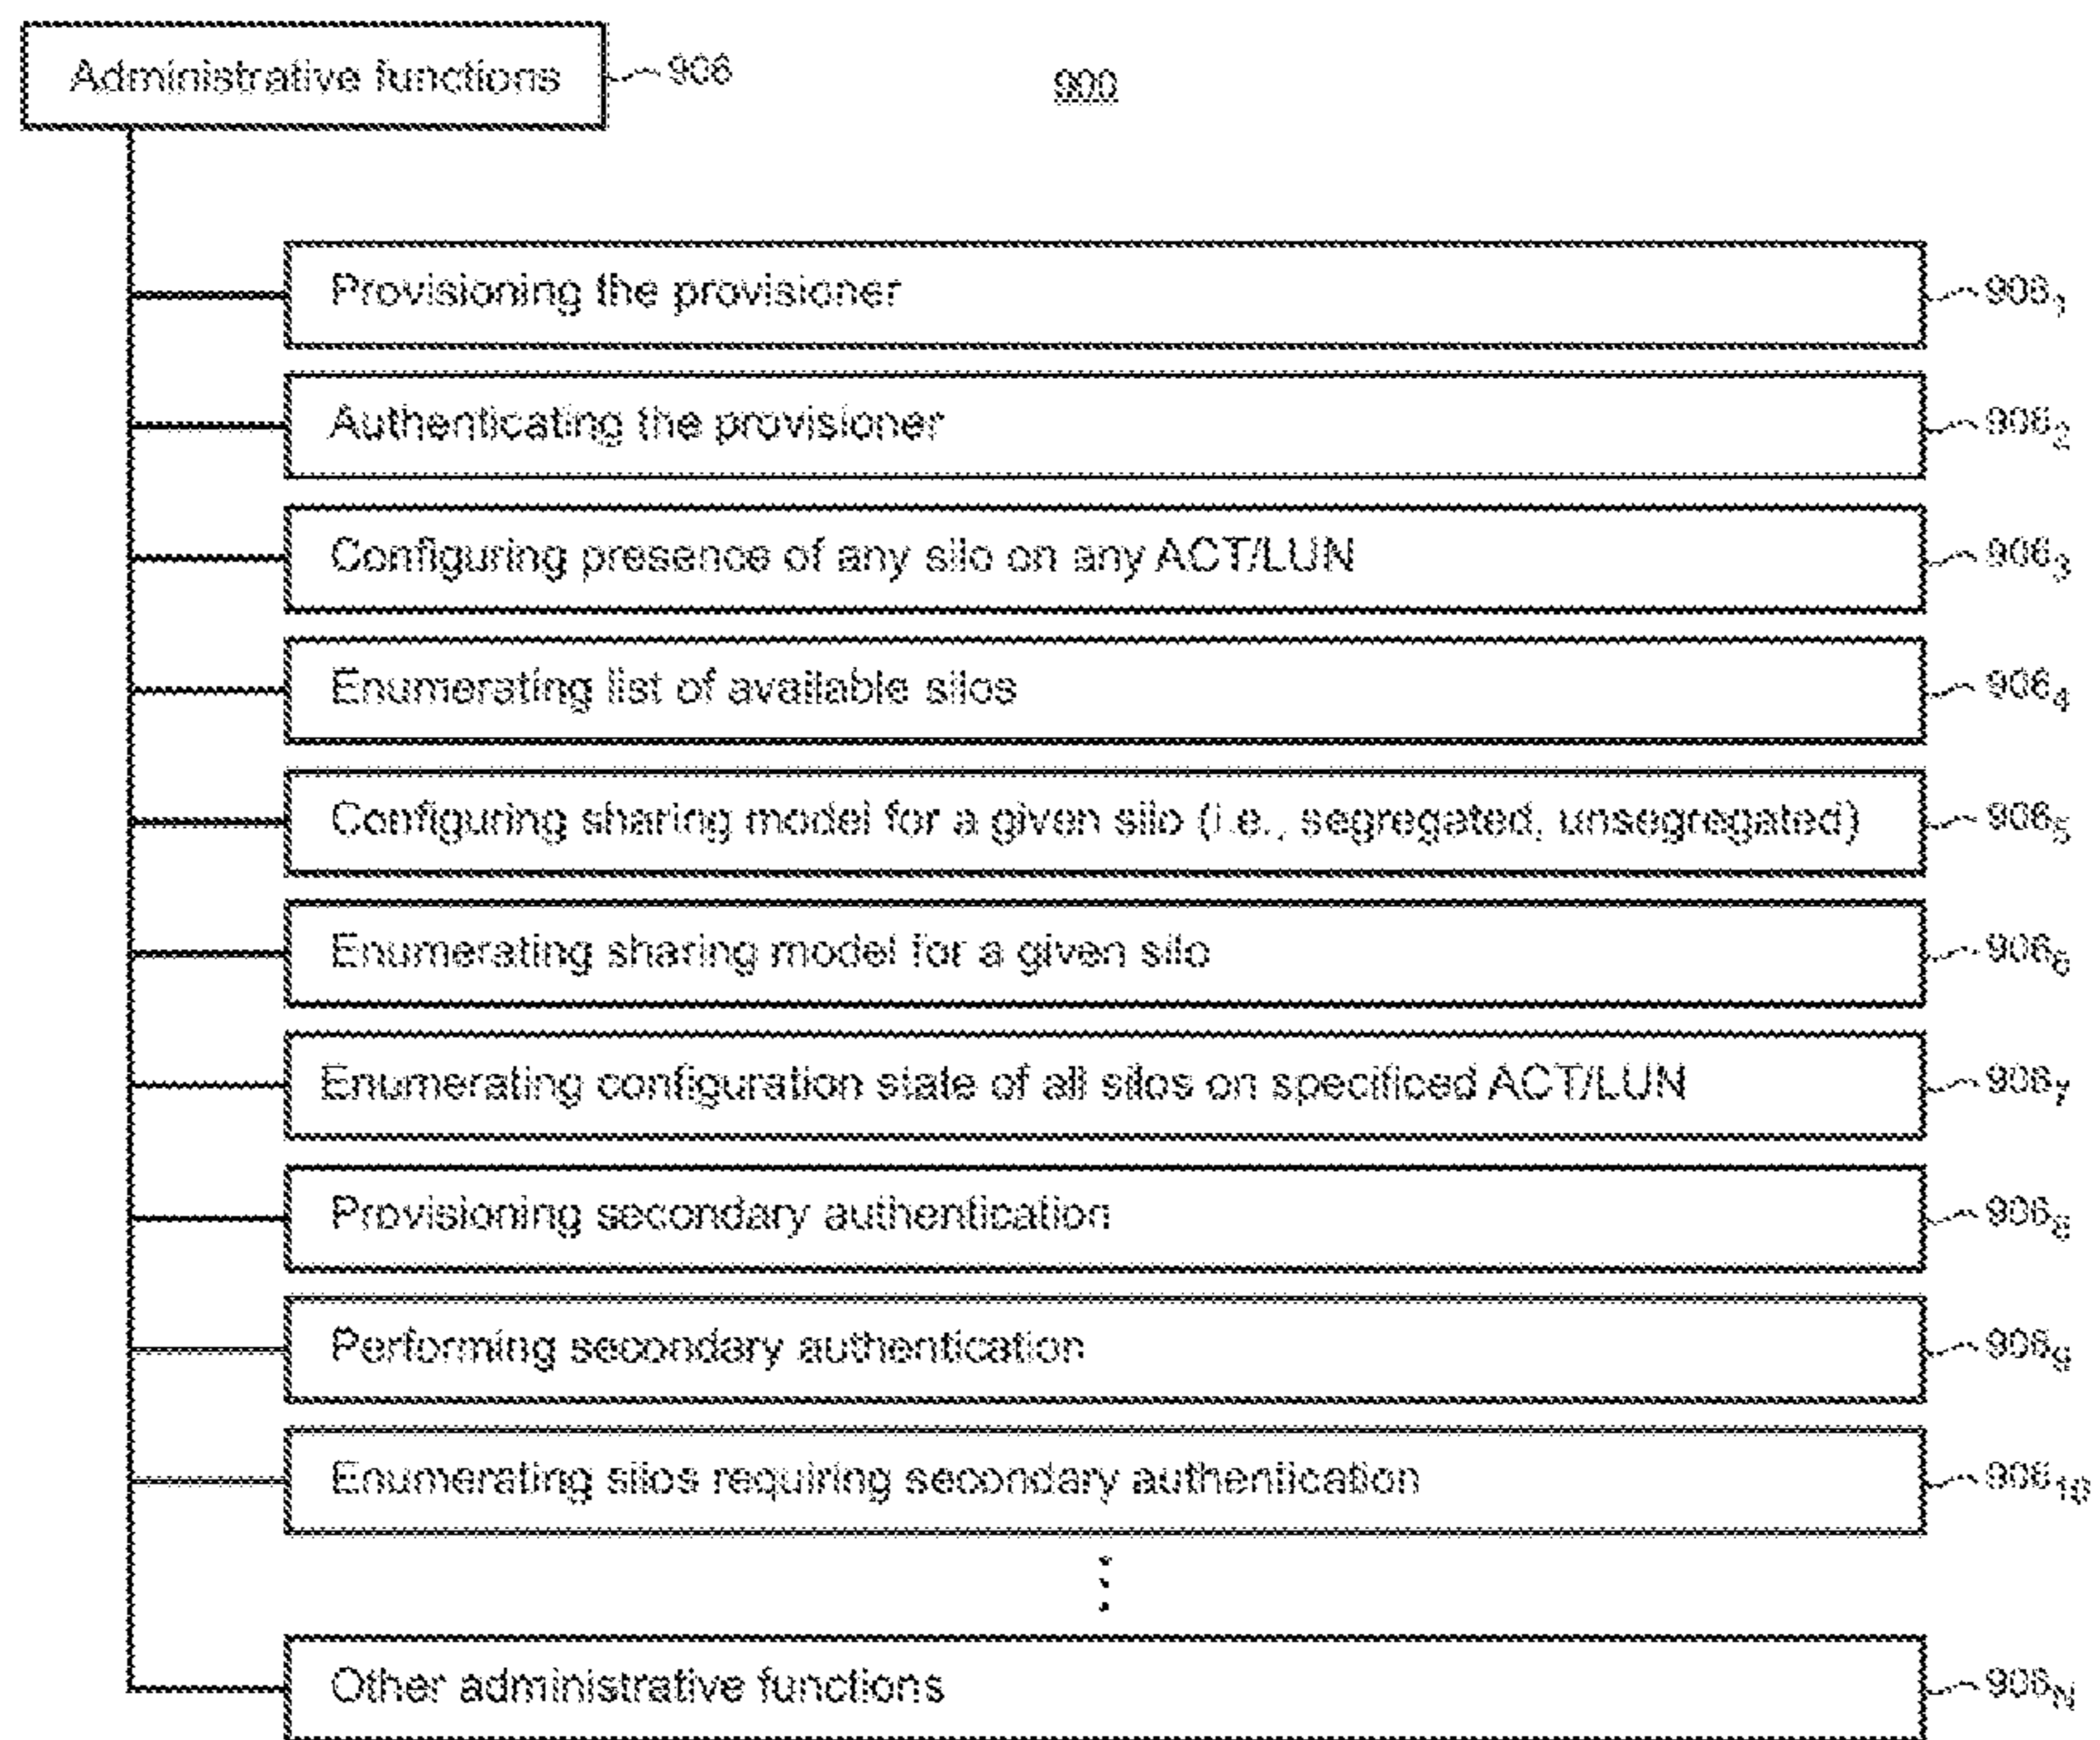 Administrative functions 906
900
Provisioning the provisioner 906₁
Authenticating the provisioner 906₂
Configuring presence of any silo on any ACT/LUN 906₃
Enumerating list of available silos 906₄
Configuring sharing model for a given silo (i.e., segregated, unsegregated) 906₅
Enumerating sharing model for a given silo 906₆
Enumerating configuration state of all silos on specificed ACT/LUN 906₇
Provisioning secondary authentication 906₈
Performing secondary authentication 906₉
Enumerating silos requiring secondary authentication 906₁₀
Other administrative functions 906N